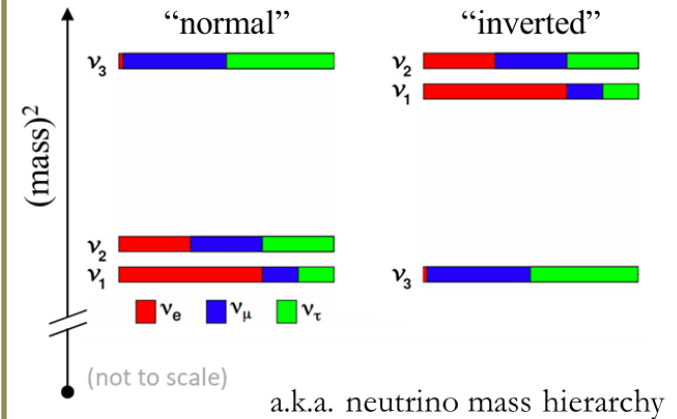 “normal”
“inverted”
(mass)²
ν₃
ν₂
ν₁
ν₂
ν₁
ν₃
νe νμ ντ
(not to scale)
a.k.a. neutrino mass hierarchy